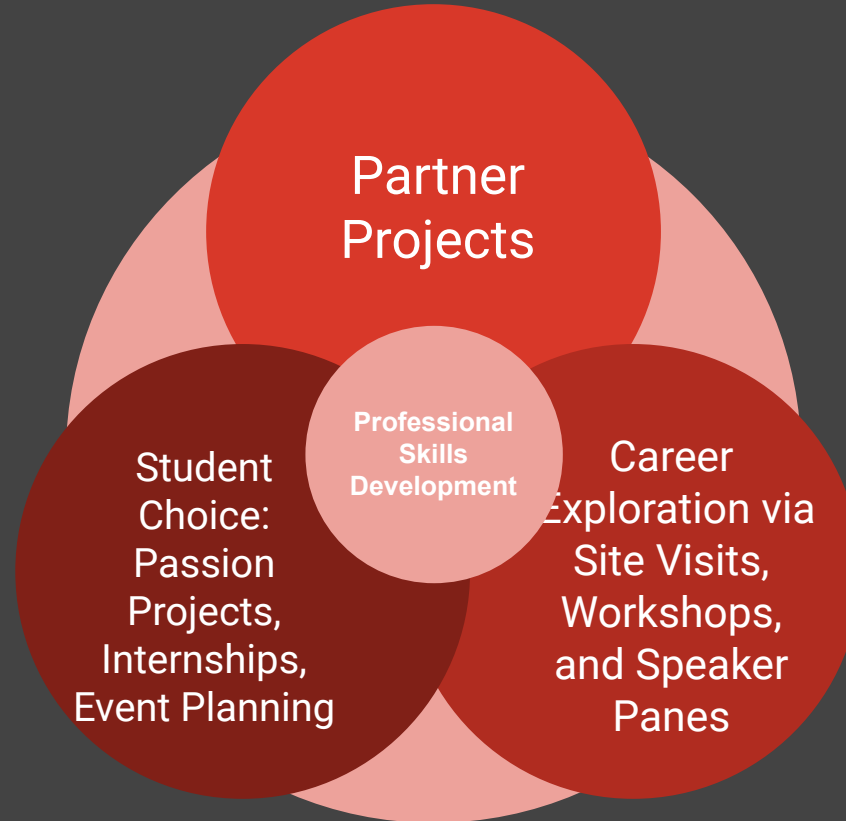 Partner
Projects
Professional
Skills
Development
Student
Choice:
Passion
Projects,
Internships,
Event Planning
Career
Exploration via
Site Visits,
Workshops,
and Speaker
Panes